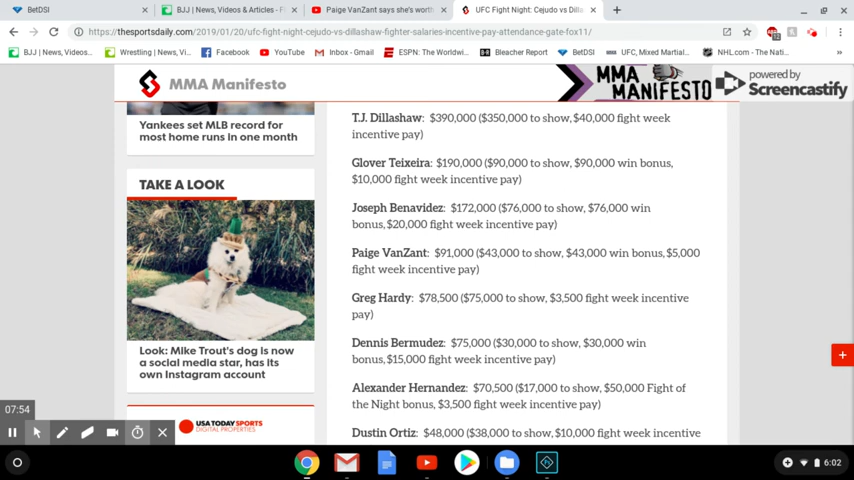 BetDSI
BJJ | News, Videos & Articles - F
Paige VanZant says she's worth
UFC Fight Night: Cejudo vs Dilla
https://thesportsdaily.com/2019/01/20/ufc-fight-night-cejudo-vs-dillashaw-fighter-salaries-incentive-pay-attendance-gate-fox11/
BJJ | News, Videos...
Wrestling | News, Vi...
Facebook
YouTube
Inbox - Gmail
ESPN: The Worldwi...
Bleacher Report
BetDSI
UFC, Mixed Martial...
NHL.com - The Nati...
MMA Manifesto
MMA
MANIFESTO
powered by
Screencastify
Yankees set MLB record for
most home runs in one month
TAKE A LOOK
Look: Mike Trout's dog is now
a social media star, has its
own Instagram account
USA TODAY SPORTS
DIGITAL PROPERTIES
T.J. Dillashaw: $390,000 ($350,000 to show, $40,000 fight week
incentive pay)
Glover Teixeira: $190,000 ($90,000 to show, $90,000 win bonus,
$10,000 fight week incentive pay)
Joseph Benavidez: $172,000 ($76,000 to show, $76,000 win
bonus, $20,000 fight week incentive pay)
Paige VanZant: $91,000 ($43,000 to show, $43,000 win bonus, $5,000
fight week incentive pay)
Greg Hardy: $78,500 ($75,000 to show, $3,500 fight week incentive
pay)
Dennis Bermudez: $75,000 ($30,000 to show, $30,000 win
bonus, $15,000 fight week incentive pay)
Alexander Hernandez: $70,500 ($17,000 to show, $50,000 Fight of
the Night bonus, $3,500 fight week incentive pay)
Dustin Ortiz: $48,000 ($38,000 to show, $10,000 fight week incentive
07:54
6:02